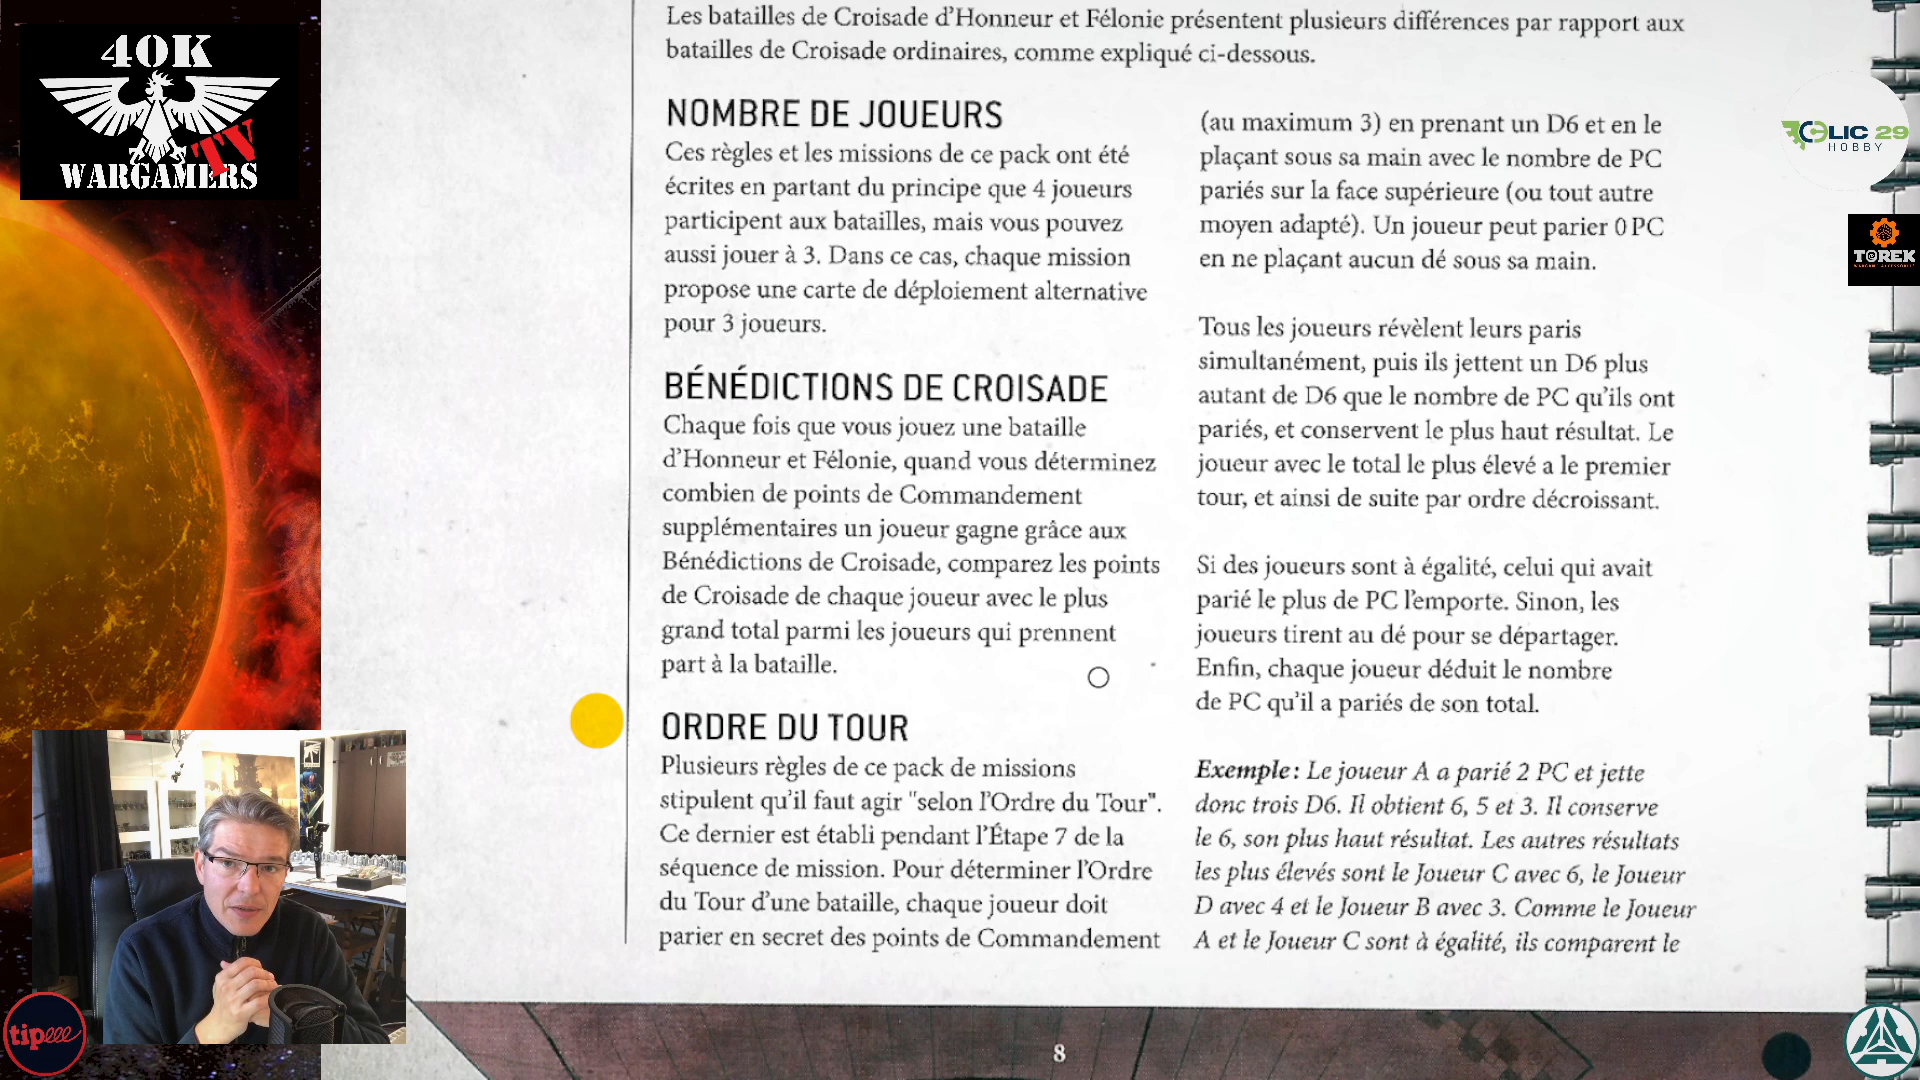 40K
TV
WARGAMERS
Les batailles de Croisade d'Honneur et Félonie présentent plusieurs différences par rapport aux
batailles de Croisade ordinaires, comme expliqué ci-dessous.
NOMBRE DE JOUEURS
Ces règles et les missions de ce pack ont été
écrites en partant du principe que 4 joueurs
participent aux batailles, mais vous pouvez
aussi jouer à 3. Dans ce cas, chaque mission
propose une carte de déploiement alternative
pour 3 joueurs.
BÉNÉDICTIONS DE CROISADE
Chaque fois que vous jouez une bataille
d'Honneur et Félonie, quand vous déterminez
combien de points de Commandement
supplémentaires un joueur gagne grâce aux
Bénédictions de Croisade, comparez les points
de Croisade de chaque joueur avec le plus
grand total parmi les joueurs qui prennent
part à la bataille.
ORDRE DU TOUR
Plusieurs règles de ce pack de missions
stipulent qu'il faut agir "selon l'Ordre du Tour".
Ce dernier est établi pendant l'Étape 7 de la
séquence de mission. Pour déterminer l'Ordre
du Tour d'une bataille, chaque joueur doit
parier en secret des points de Commandement
(au maximum 3) en prenant un D6 et en le
plaçant sous sa main avec le nombre de PC
pariés sur la face supérieure (ou tout autre
moyen adapté). Un joueur peut parier 0 PC
en ne plaçant aucun dé sous sa main.
Tous les joueurs révèlent leurs paris
simultanément, puis ils jettent un D6 plus
autant de D6 que le nombre de PC qu'ils ont
pariés, et conservent le plus haut résultat. Le
joueur avec le total le plus élevé a le premier
tour, et ainsi de suite par ordre décroissant.
Si des joueurs sont à égalité, celui qui avait
parié le plus de PC l'emporte. Sinon, les
joueurs tirent au dé pour se départager.
Enfin, chaque joueur déduit le nombre
de PC qu'il a pariés de son total.
Exemple : Le joueur A a parié 2 PC et jette
donc trois D6. Il obtient 6, 5 et 3. Il conserve
le 6, son plus haut résultat. Les autres résultats
les plus élevés sont le Joueur C avec 6, le Joueur
D avec 4 et le Joueur B avec 3. Comme le Joueur
A et le Joueur C sont à égalité, ils comparent le
8
CLIC 29
HOBBY
TOREK
tipeee